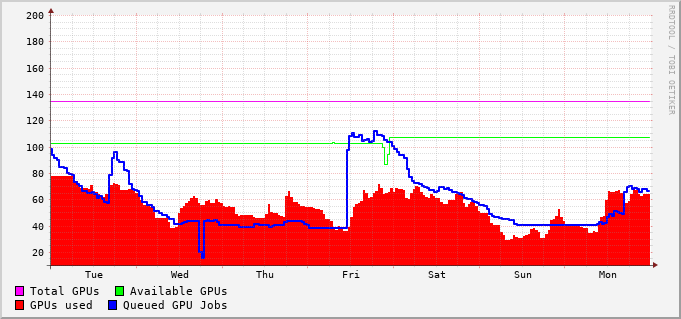 RRDTOOL / TOBI OETIKER
200
180
160
140
120
100
80
60
40
20
Tue Wed Thu Fri Sat Sun Mon
Total GPUs Available GPUs
GPUs used Queued GPU Jobs